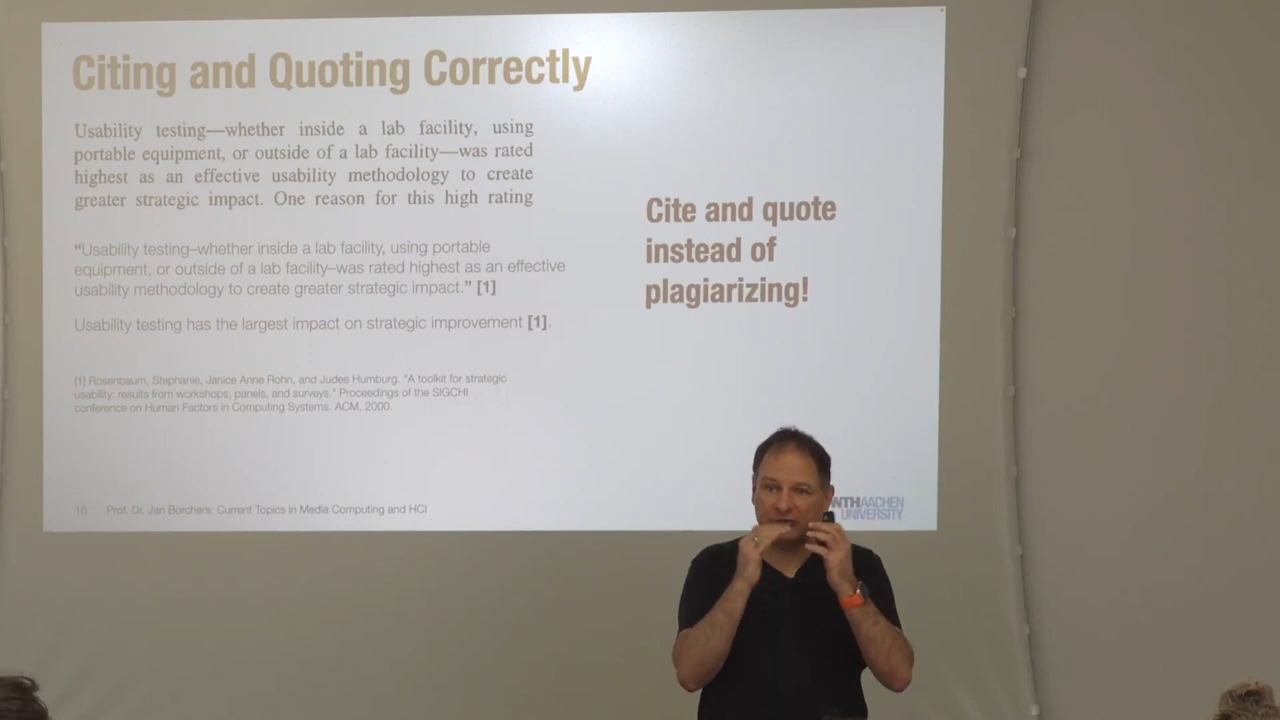 Citing and Quoting Correctly
Usability testing—whether inside a lab facility, using
portable equipment, or outside of a lab facility—was rated
highest as an effective usability methodology to create
greater strategic impact. One reason for this high rating
“Usability testing–whether inside a lab facility, using portable
equipment, or outside of a lab facility–was rated highest as an effective
usability methodology to create greater strategic impact.” [1]
Usability testing has the largest impact on strategic improvement [1].
[1] Rosenbaum, Stephanie, Janice Anne Rohn, and Judee Humburg. "A toolkit for strategic
usability: results from workshops, panels, and surveys." Proceedings of the SIGCHI
conference on Human Factors in Computing Systems. ACM, 2000.
Cite and quote
instead of
plagiarizing!
16 Prof. Dr. Jan Borchers: Current Topics in Media Computing and HCI
AACHEN
UNIVERSITY